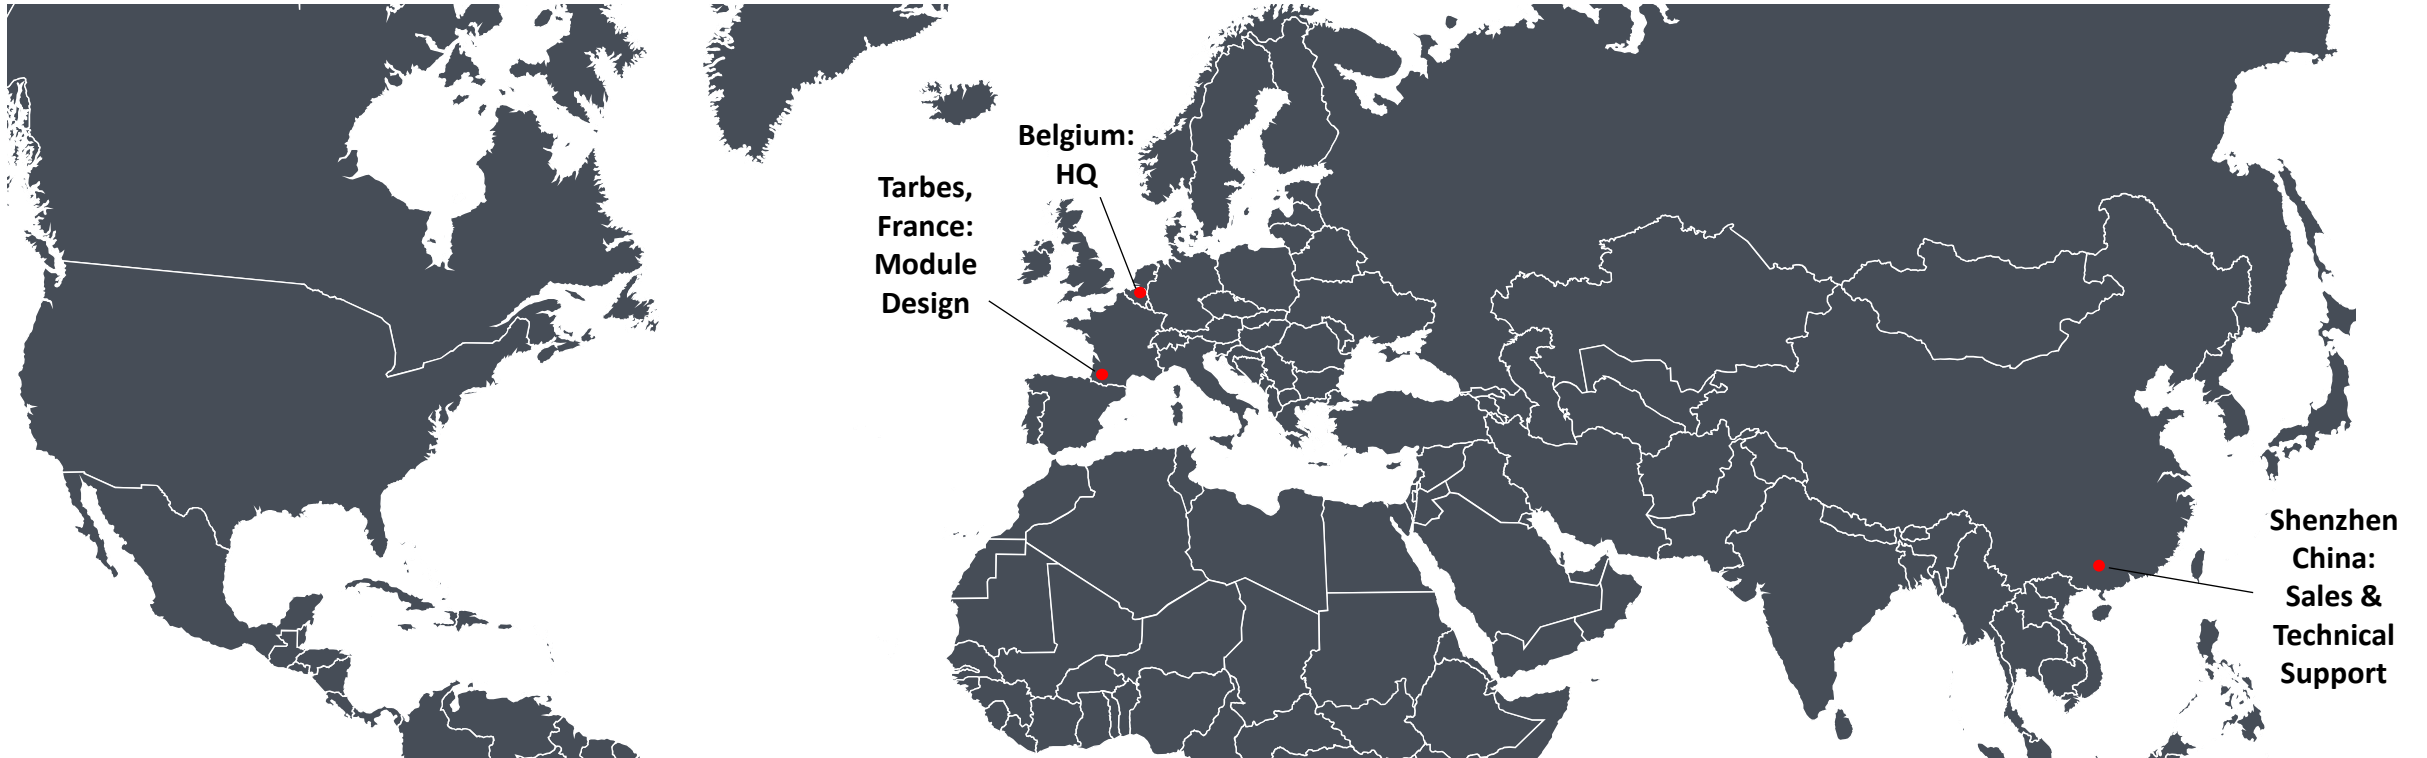 Belgium:
HQ
Tarbes,
France:
Module
Design
Shenzhen
China:
Sales &
Technical
Support